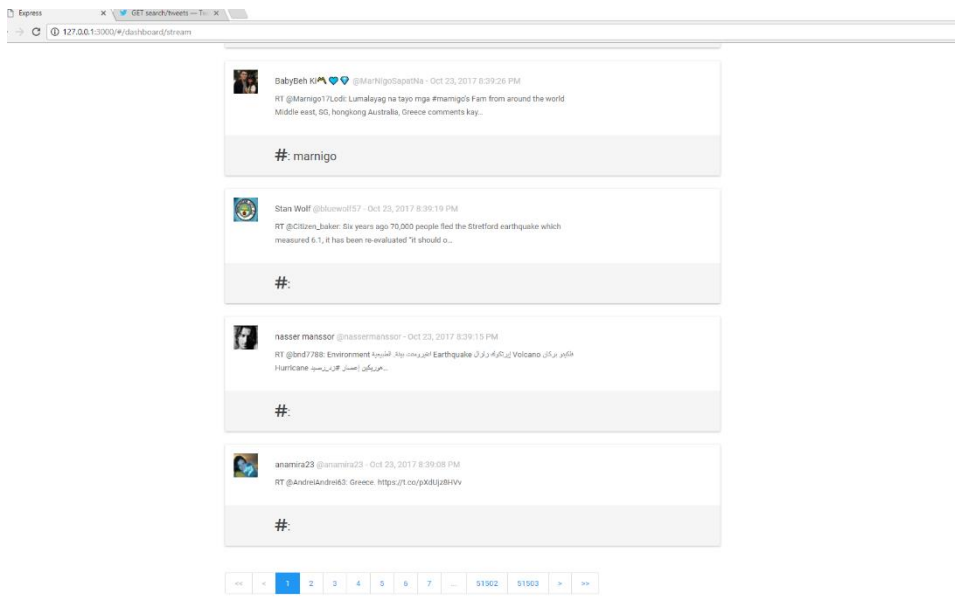 Express
GET search/tweets — Tw
127.0.0.1:3000/#/dashboard/stream
BabyBeh Ki @MarNigoSapatNa - Oct 23, 2017 8:39:26 PM
RT @Marnigo17Lodi: Lumalayag na tayo mga #marnigo's Fam from around the world
Middle east, SG, hongkong Australia, Greece comments kay…
#: marnigo
Stan Wolf @bluewolf57 - Oct 23, 2017 8:39:19 PM
RT @Citizen_baker: Six years ago 70,000 people fled the Stretford earthquake which
measured 6.1, it has been re-evaluated "it should o…
#:
nasser manssor @nassermanssor - Oct 23, 2017 8:39:15 PM
RT @bnd7788: Environment بيئة الطبيعية Earthquake زلزال Volcano بركان
Hurricane إعصار
#:
anamira23 @anamira23 - Oct 23, 2017 8:39:08 PM
RT @AndreiAndrei63: Greece. https://t.co/pXdUjz8HVv
#:
<< < 1 2 3 4 5 6 7 ... 51502 51503 > >>